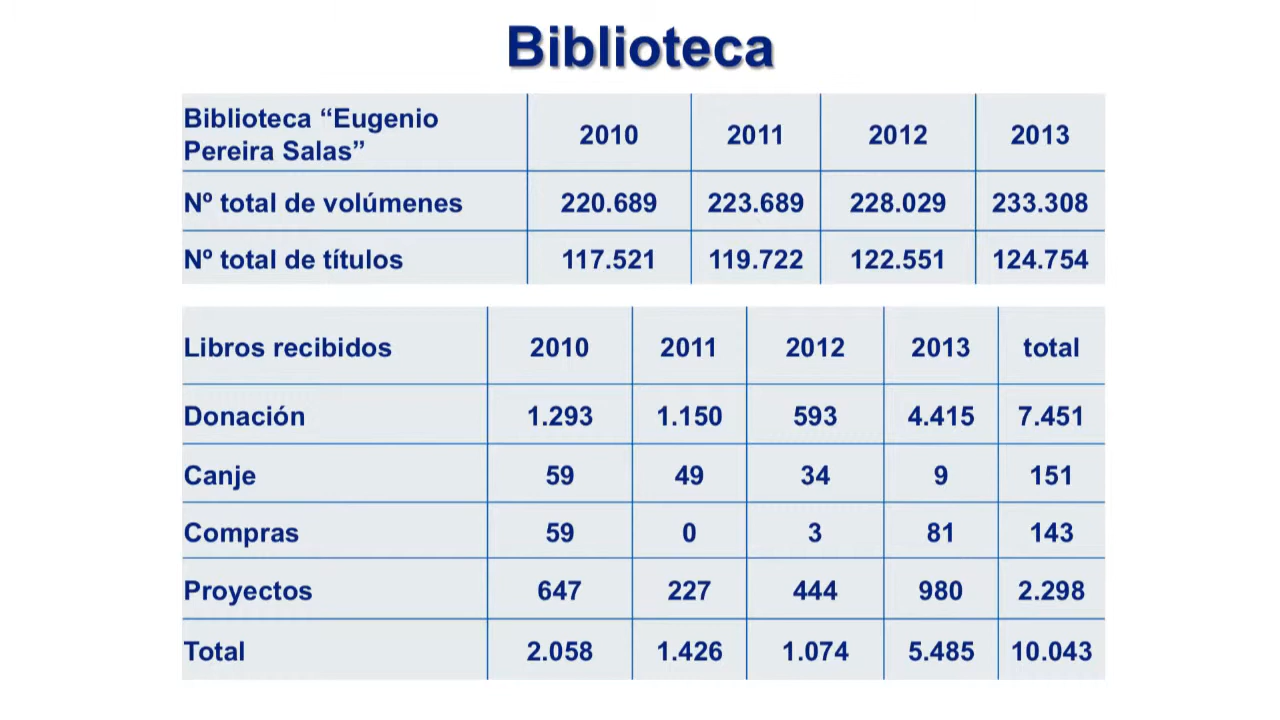 Biblioteca
Biblioteca “Eugenio Pereira Salas” 2010 2011 2012 2013
Nº total de volúmenes 220.689 223.689 228.029 233.308
Nº total de títulos 117.521 119.722 122.551 124.754
Libros recibidos 2010 2011 2012 2013 total
Donación 1.293 1.150 593 4.415 7.451
Canje 59 49 34 9 151
Compras 59 0 3 81 143
Proyectos 647 227 444 980 2.298
Total 2.058 1.426 1.074 5.485 10.043